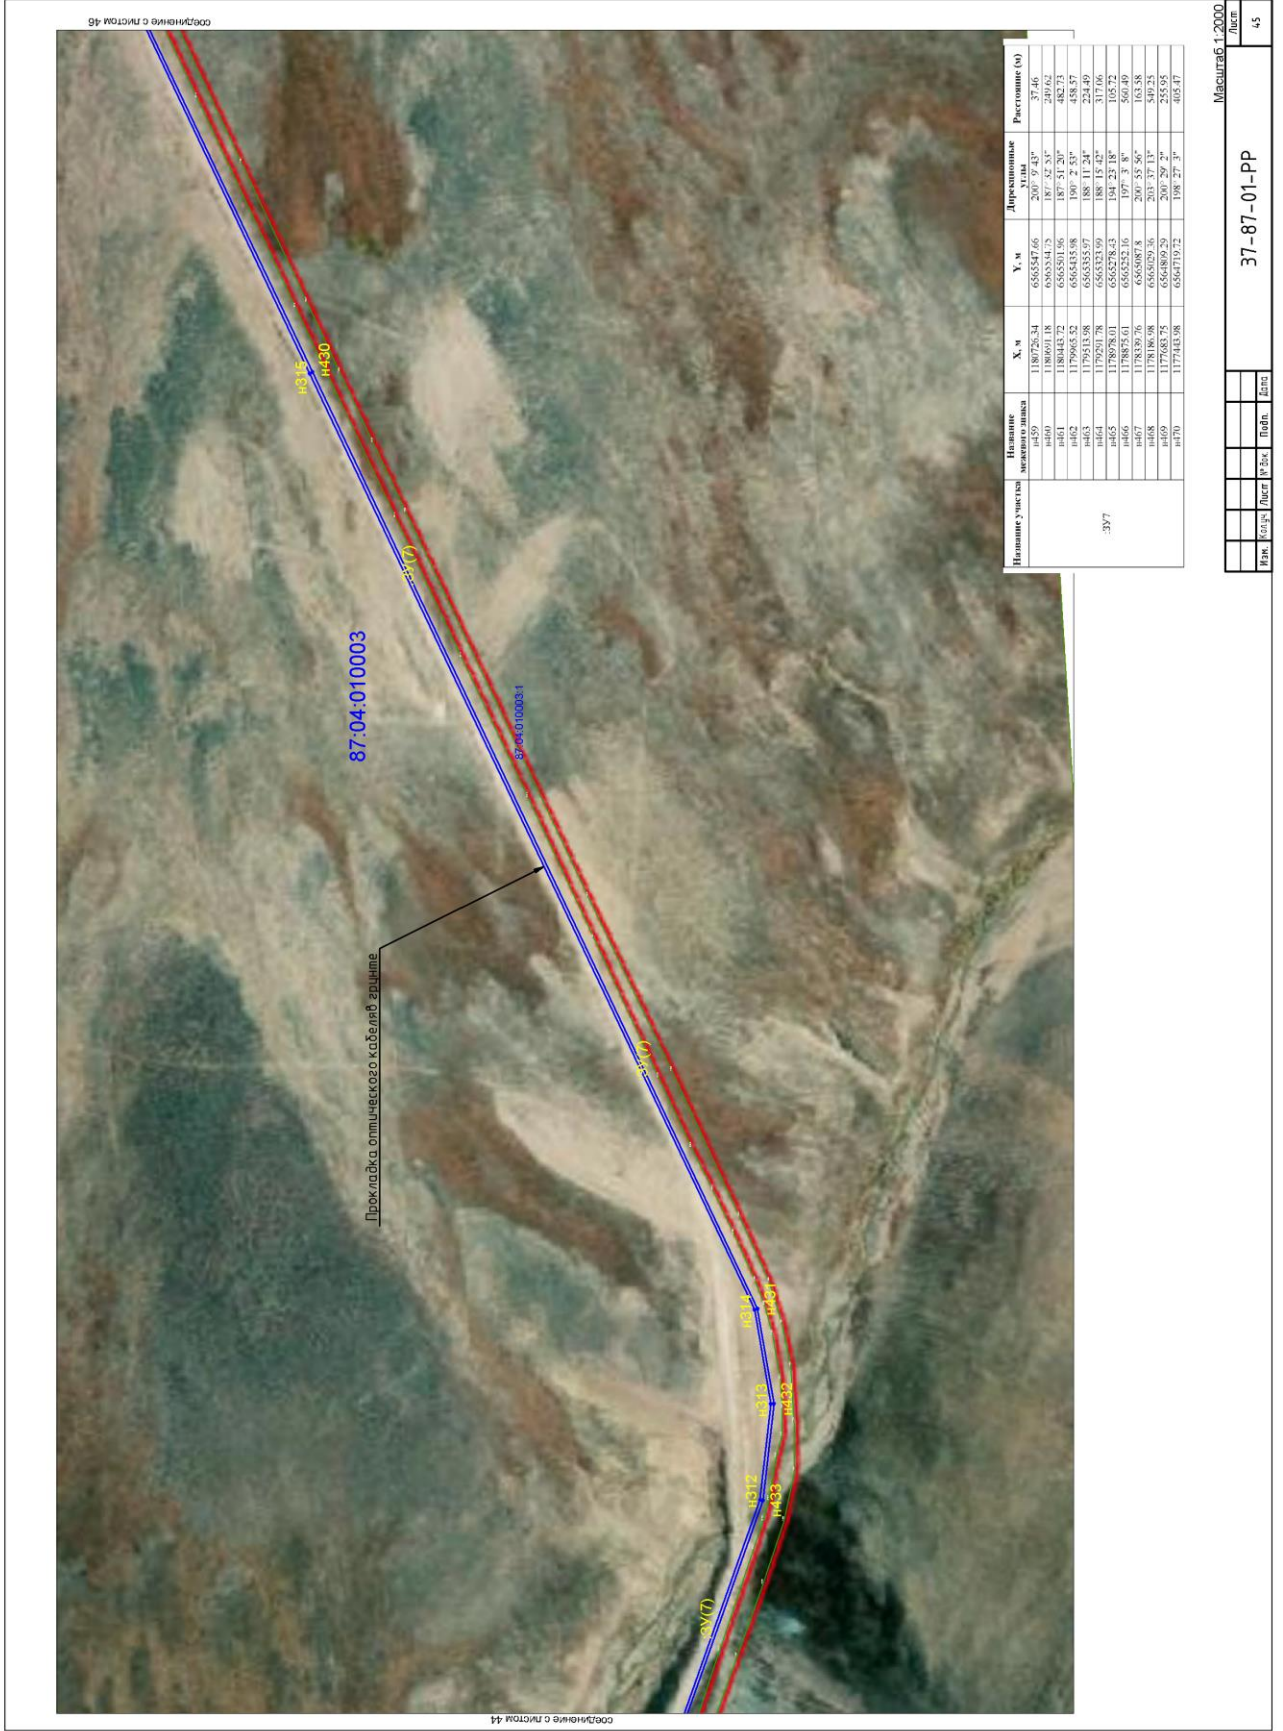 соединение с листом 46
н315
н430
:ЗУ(7)
87:04:010003
87:04:010003:1
Прокладка оптического кабеля в грунте
:ЗУ(7)
н314
н431
н313
н432
н312
н433
:ЗУ(7)
соединение с листом 44
Название участка Название межевого знака X, м Y, м Дирекционные углы Расстояние (м)
:ЗУ7
н459 1180726.34 6565547.66 200° 9' 43" 37.46
н460 1180691.18 6565534.75 187° 32' 53" 249.62
н461 1180443.72 6565501.96 187° 51' 20" 482.73
н462 1179965.52 6565435.98 190° 2' 53" 458.57
н463 1179513.98 6565355.97 188° 11' 24" 224.49
н464 1179291.78 6565323.99 188° 15' 42" 317.06
н465 1178978.01 6565278.43 194° 23' 18" 105.72
н466 1178875.61 6565252.16 197° 3' 8" 560.49
н467 1178339.76 6565087.8 200° 55' 56" 163.58
н468 1178186.98 6565029.36 203° 37' 13" 549.25
н469 1177683.75 6564809.29 200° 29' 2" 255.95
н470 1177443.98 6564719.72 198° 27' 3" 405.47
Масштаб 1:2000
Изм. Кол.уч Лист № док. Подп. Дата
37-87-01-РР
Лист
45